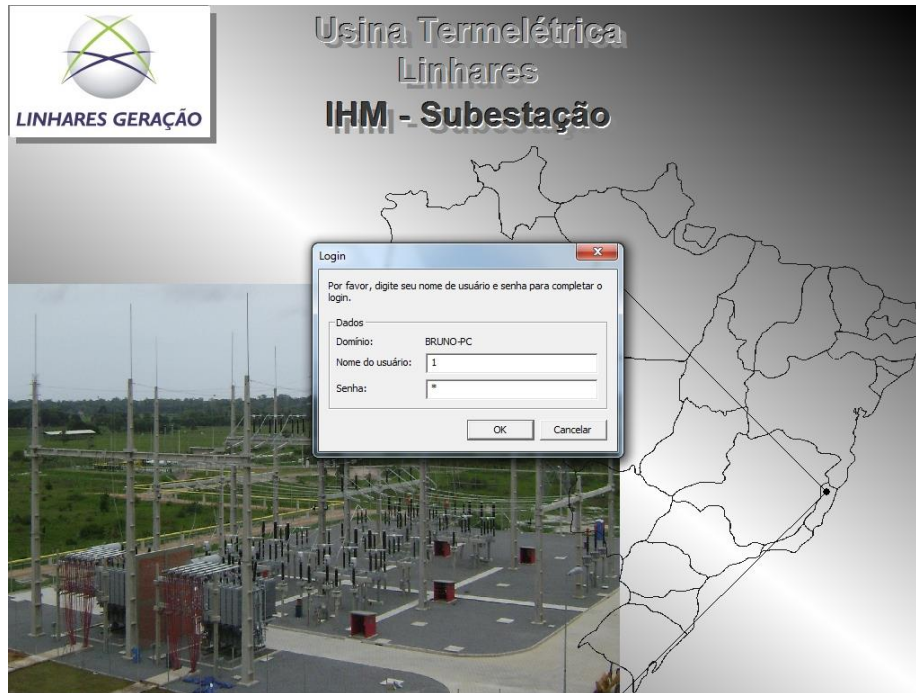 LINHARES GERAÇÃO
Usina Termelétrica
Linhares
IHM - Subestação
Login
Por favor, digite seu nome de usuário e senha para completar o
login.
Dados
Domínio: BRUNO-PC
Nome do usuário: 1
Senha: *
OK Cancelar